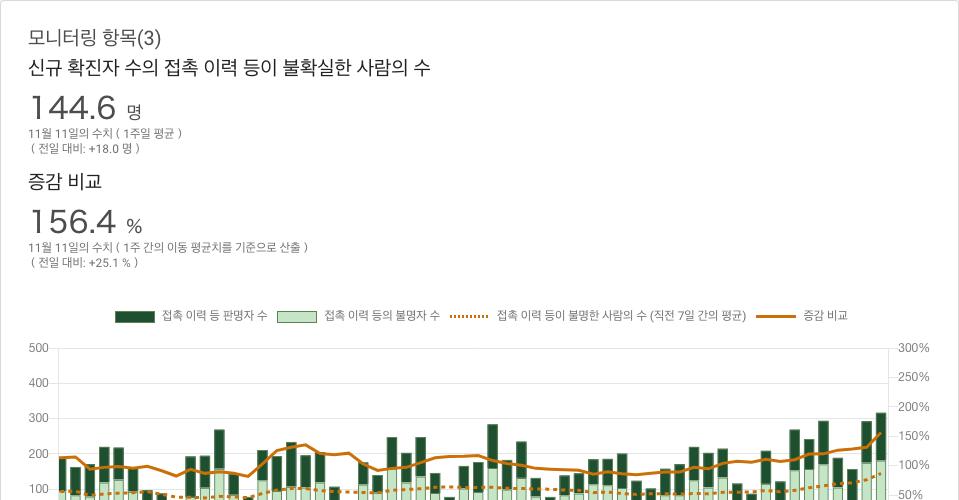 모니터링 항목(3)
신규 확진자 수의 접촉 이력 등이 불확실한 사람의 수
144.6 명
11월 11일의 수치 ( 1주일 평균 )
( 전일 대비: +18.0 명 )
증감 비교
156.4 %
11월 11일의 수치 ( 1주 간의 이동 평균치를 기준으로 산출 )
( 전일 대비: +25.1 % )
접촉 이력 등 판명자 수 접촉 이력 등의 불명자 수 접촉 이력 등이 불명한 사람의 수 (직전 7일 간의 평균) 증감 비교
500 300%
250%
400
200%
300
150%
200
100%
100
50%